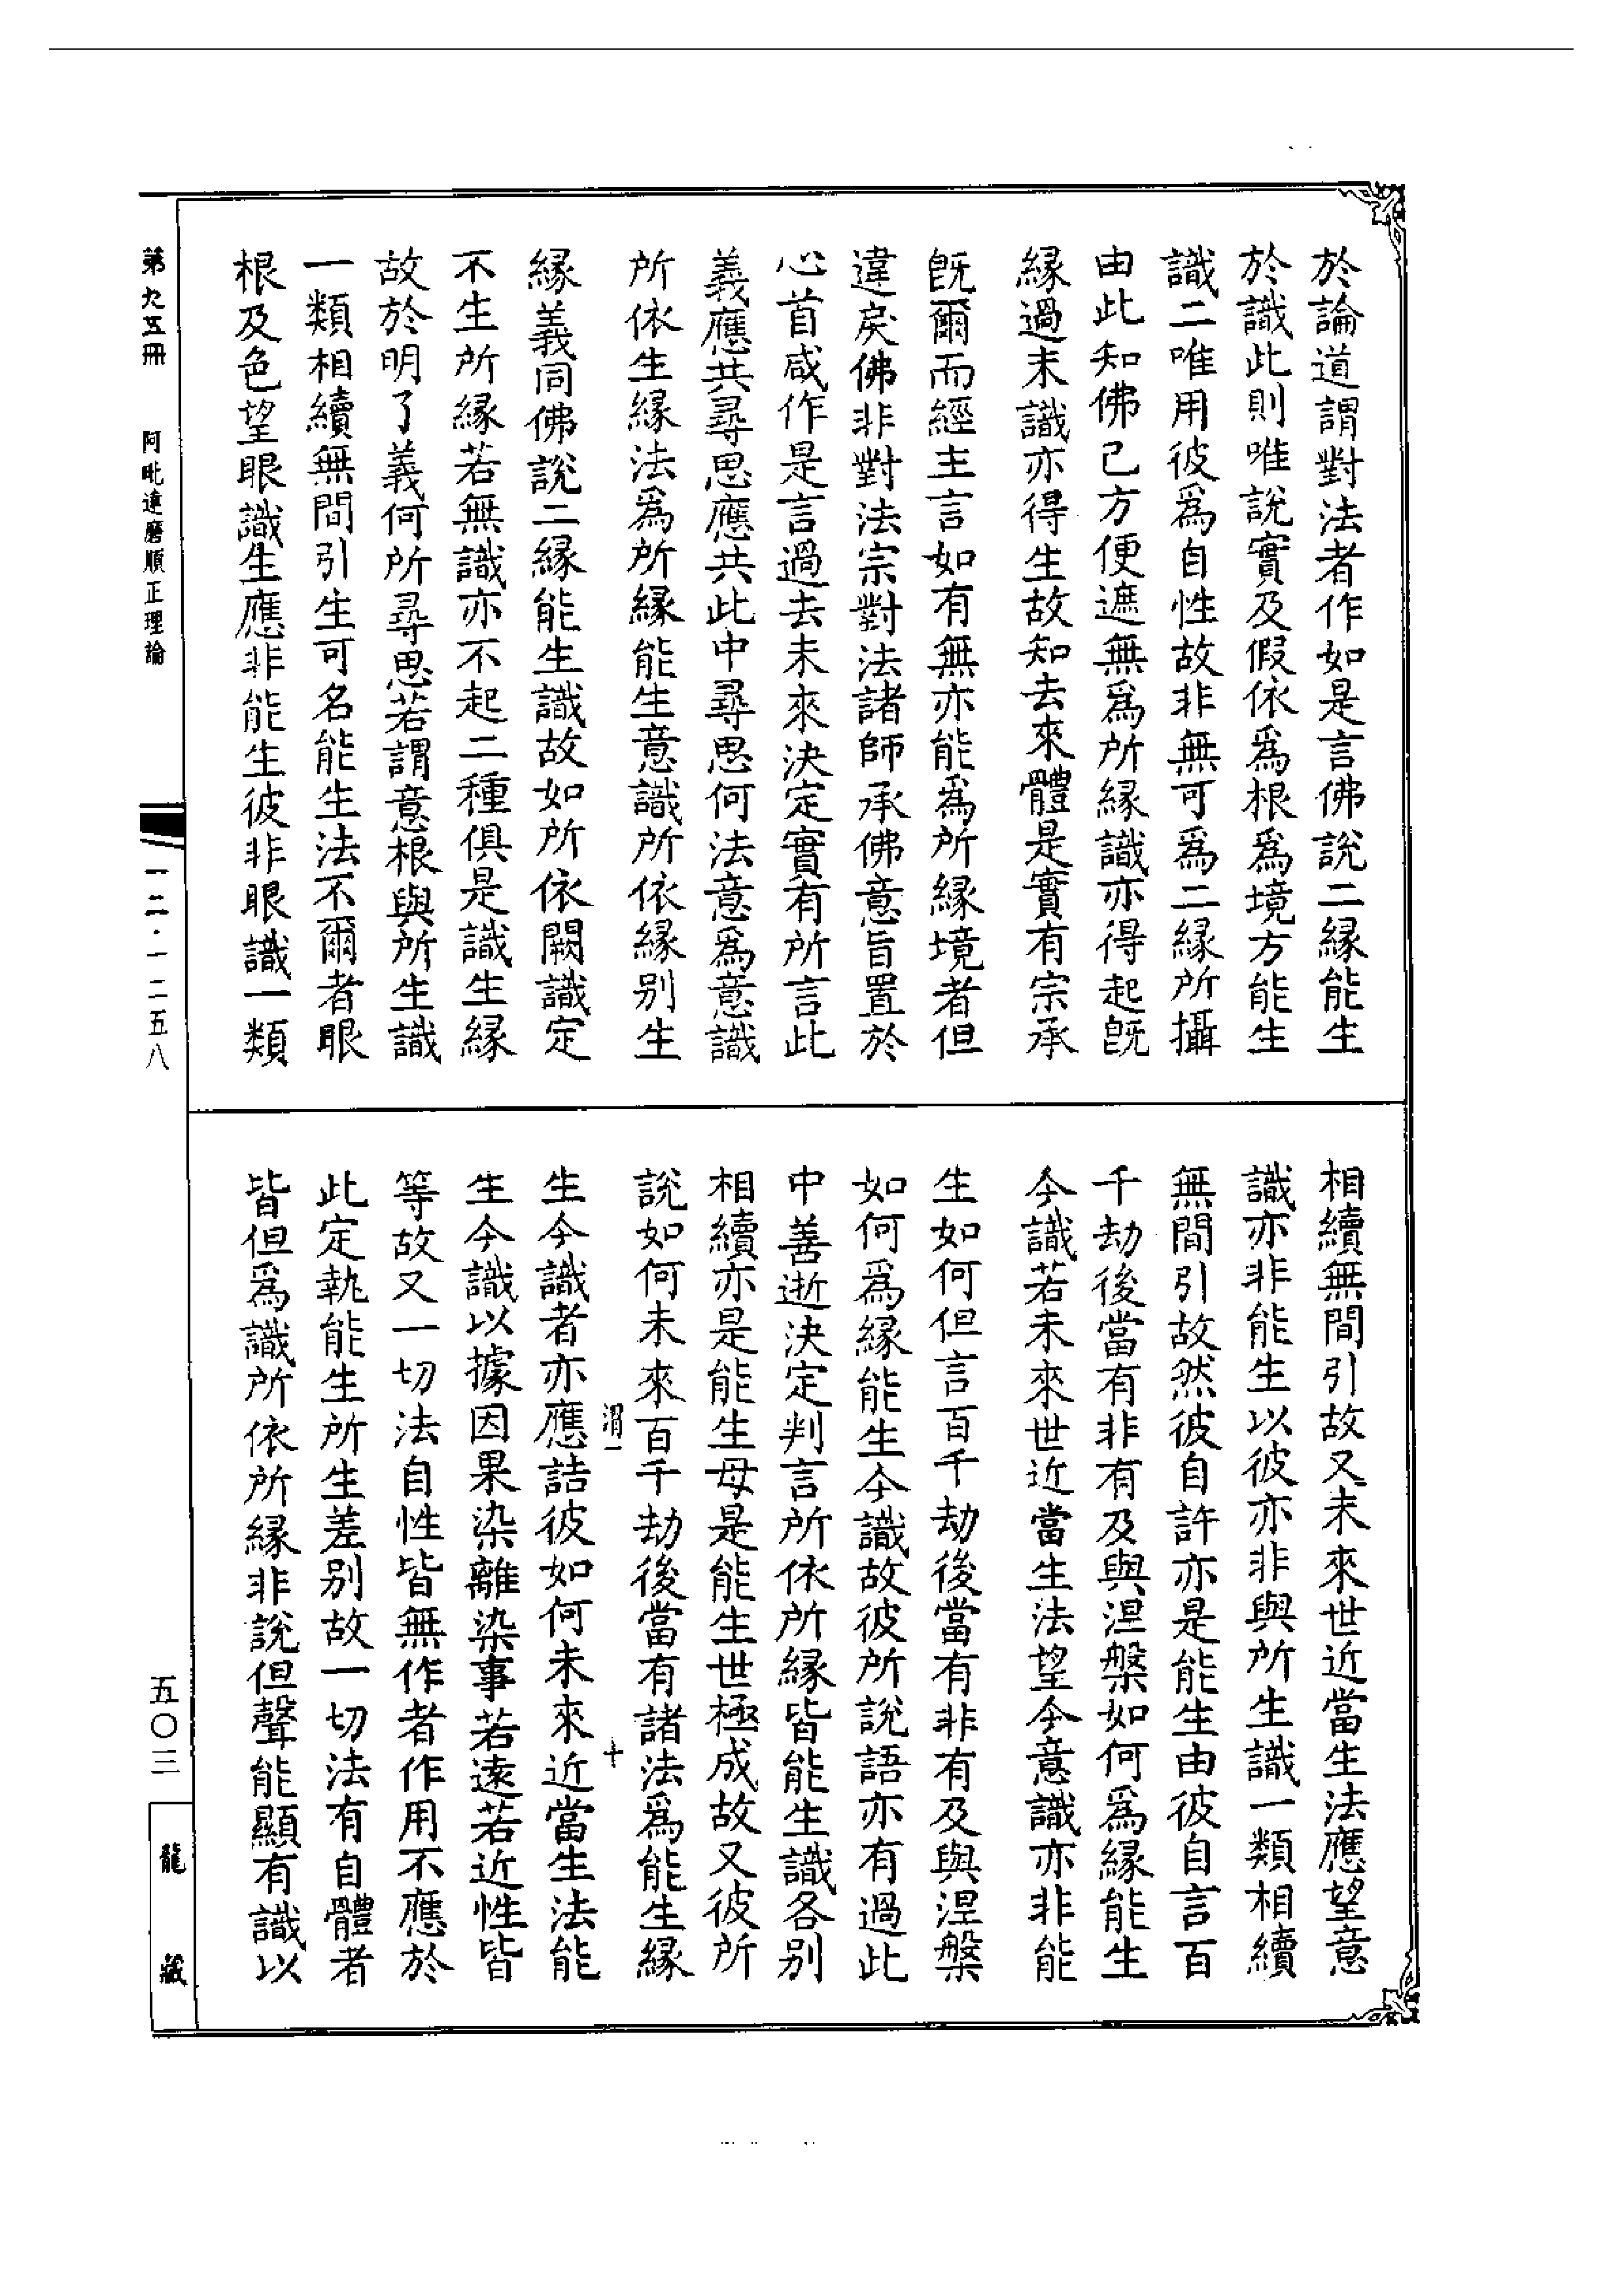 於論道謂對法者作如是言佛說二緣能生
於識此則唯說實及假依為根為境方能生
識二唯用彼為自性故非無可為二緣所攝
由此知佛已方便遮無為所緣識亦得起旣
緣過未識亦得生故知去來體是實有宗承
旣爾而經主言如有無亦能為所緣境者但
違戾佛非對法宗對法諸師承佛意旨置於
心首咸作是言過去未來決定實有所言此
義應共尋思應共此中尋思何法意為意識
所依生緣法為所緣能生意識所依緣別生
緣義同佛說二緣能生識故如所依闕識定
不生所緣若無識亦不起二種俱是識生緣
故於明了義何所尋思若謂意根與所生識
一類相續無間引生可名能生法不爾者眼
根及色望眼識生應非能生彼非眼識一類
相續無間引故又未來世近當生法應望意
識亦非能生以彼亦非與所生識一類相續
無間引故然彼自許亦是能生由彼自言百
千劫後當有非有及與涅槃如何為緣能生
今識若未來世近當生法望今意識亦非能
生如何但言百千劫後當有非有及與涅槃
如何為緣能生今識故彼所說語亦有過此
中善逝決定判言所依所緣皆能生識各別
相續亦是能生母是能生世極成故又彼所
說如何未來百千劫後當有諸法為能生緣
渭一 十
生今識者亦應詰彼如何未來近當生法能
生今識以據因果染離染事若遠若近性皆
等故又一切法自性皆無作者作用不應於
此定執能生所生差別故一切法有自體者
皆但為識所依所緣非說但聲能顯有識以
第九五冊 阿毗達磨順正理論
一二·一二五八
五〇三
龍藏